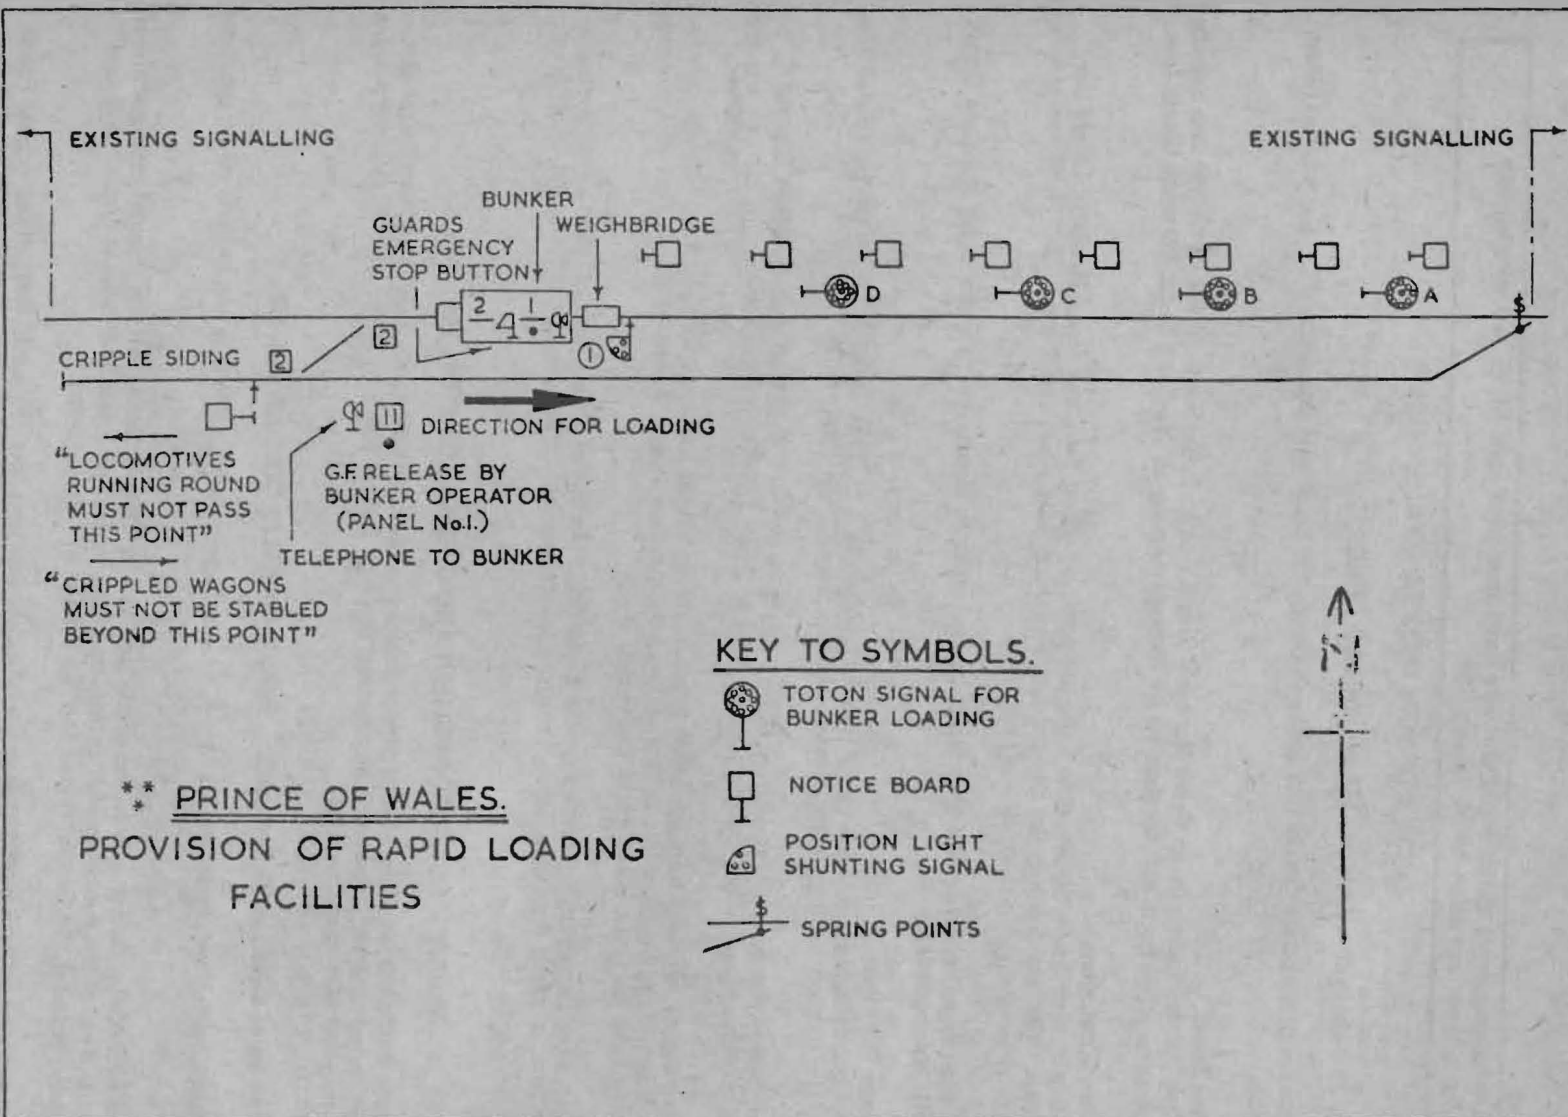 EXISTING SIGNALLING
EXISTING SIGNALLING
BUNKER
GUARDS
EMERGENCY
STOP BUTTON
WEIGHBRIDGE
D
C
B
A
2
1
2
1
$
CRIPPLE SIDING
2
11
DIRECTION FOR LOADING
"LOCOMOTIVES
RUNNING ROUND
MUST NOT PASS
THIS POINT"
G.F. RELEASE BY
BUNKER OPERATOR
(PANEL No.1.)
TELEPHONE TO BUNKER
"CRIPPLED WAGONS
MUST NOT BE STABLED
BEYOND THIS POINT"
N
KEY TO SYMBOLS.
TOTON SIGNAL FOR
BUNKER LOADING
NOTICE BOARD
POSITION LIGHT
SHUNTING SIGNAL
$
SPRING POINTS
*** PRINCE OF WALES.
PROVISION OF RAPID LOADING
FACILITIES